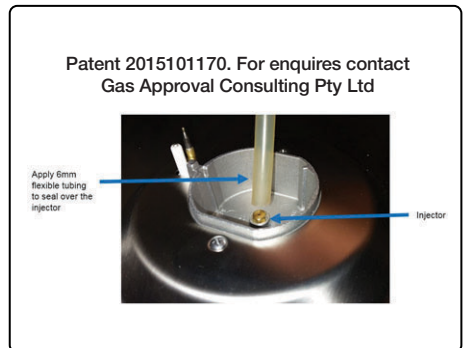 Patent 2015101170. For enquires contact
Gas Approval Consulting Pty Ltd
Apply 6mm
flexible tubing
to seal over the
injector
Injector